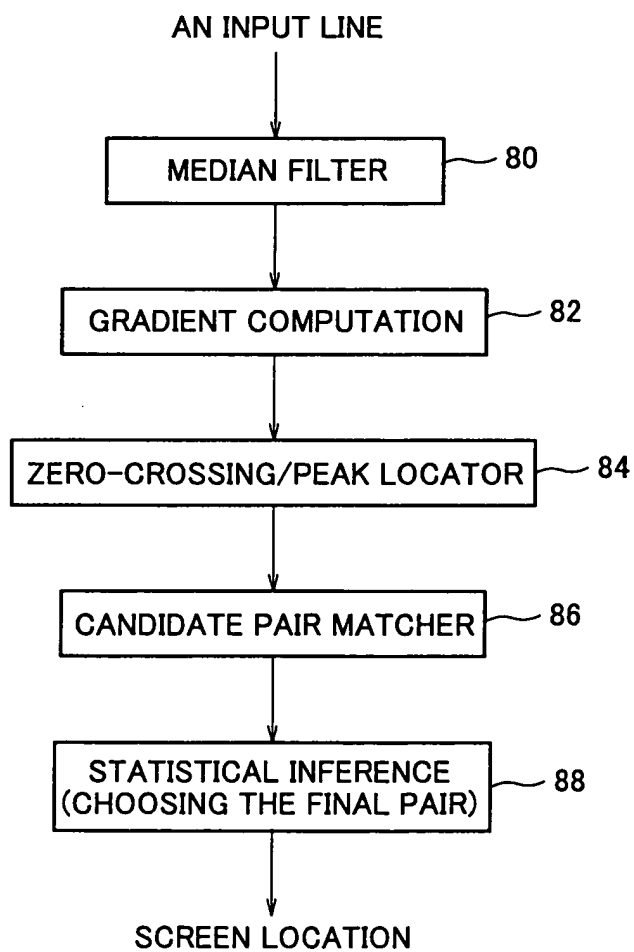 AN INPUT LINE
MEDIAN FILTER
80
GRADIENT COMPUTATION
82
ZERO-CROSSING/PEAK LOCATOR
84
CANDIDATE PAIR MATCHER
86
STATISTICAL INFERENCE
(CHOOSING THE FINAL PAIR)
88
SCREEN LOCATION